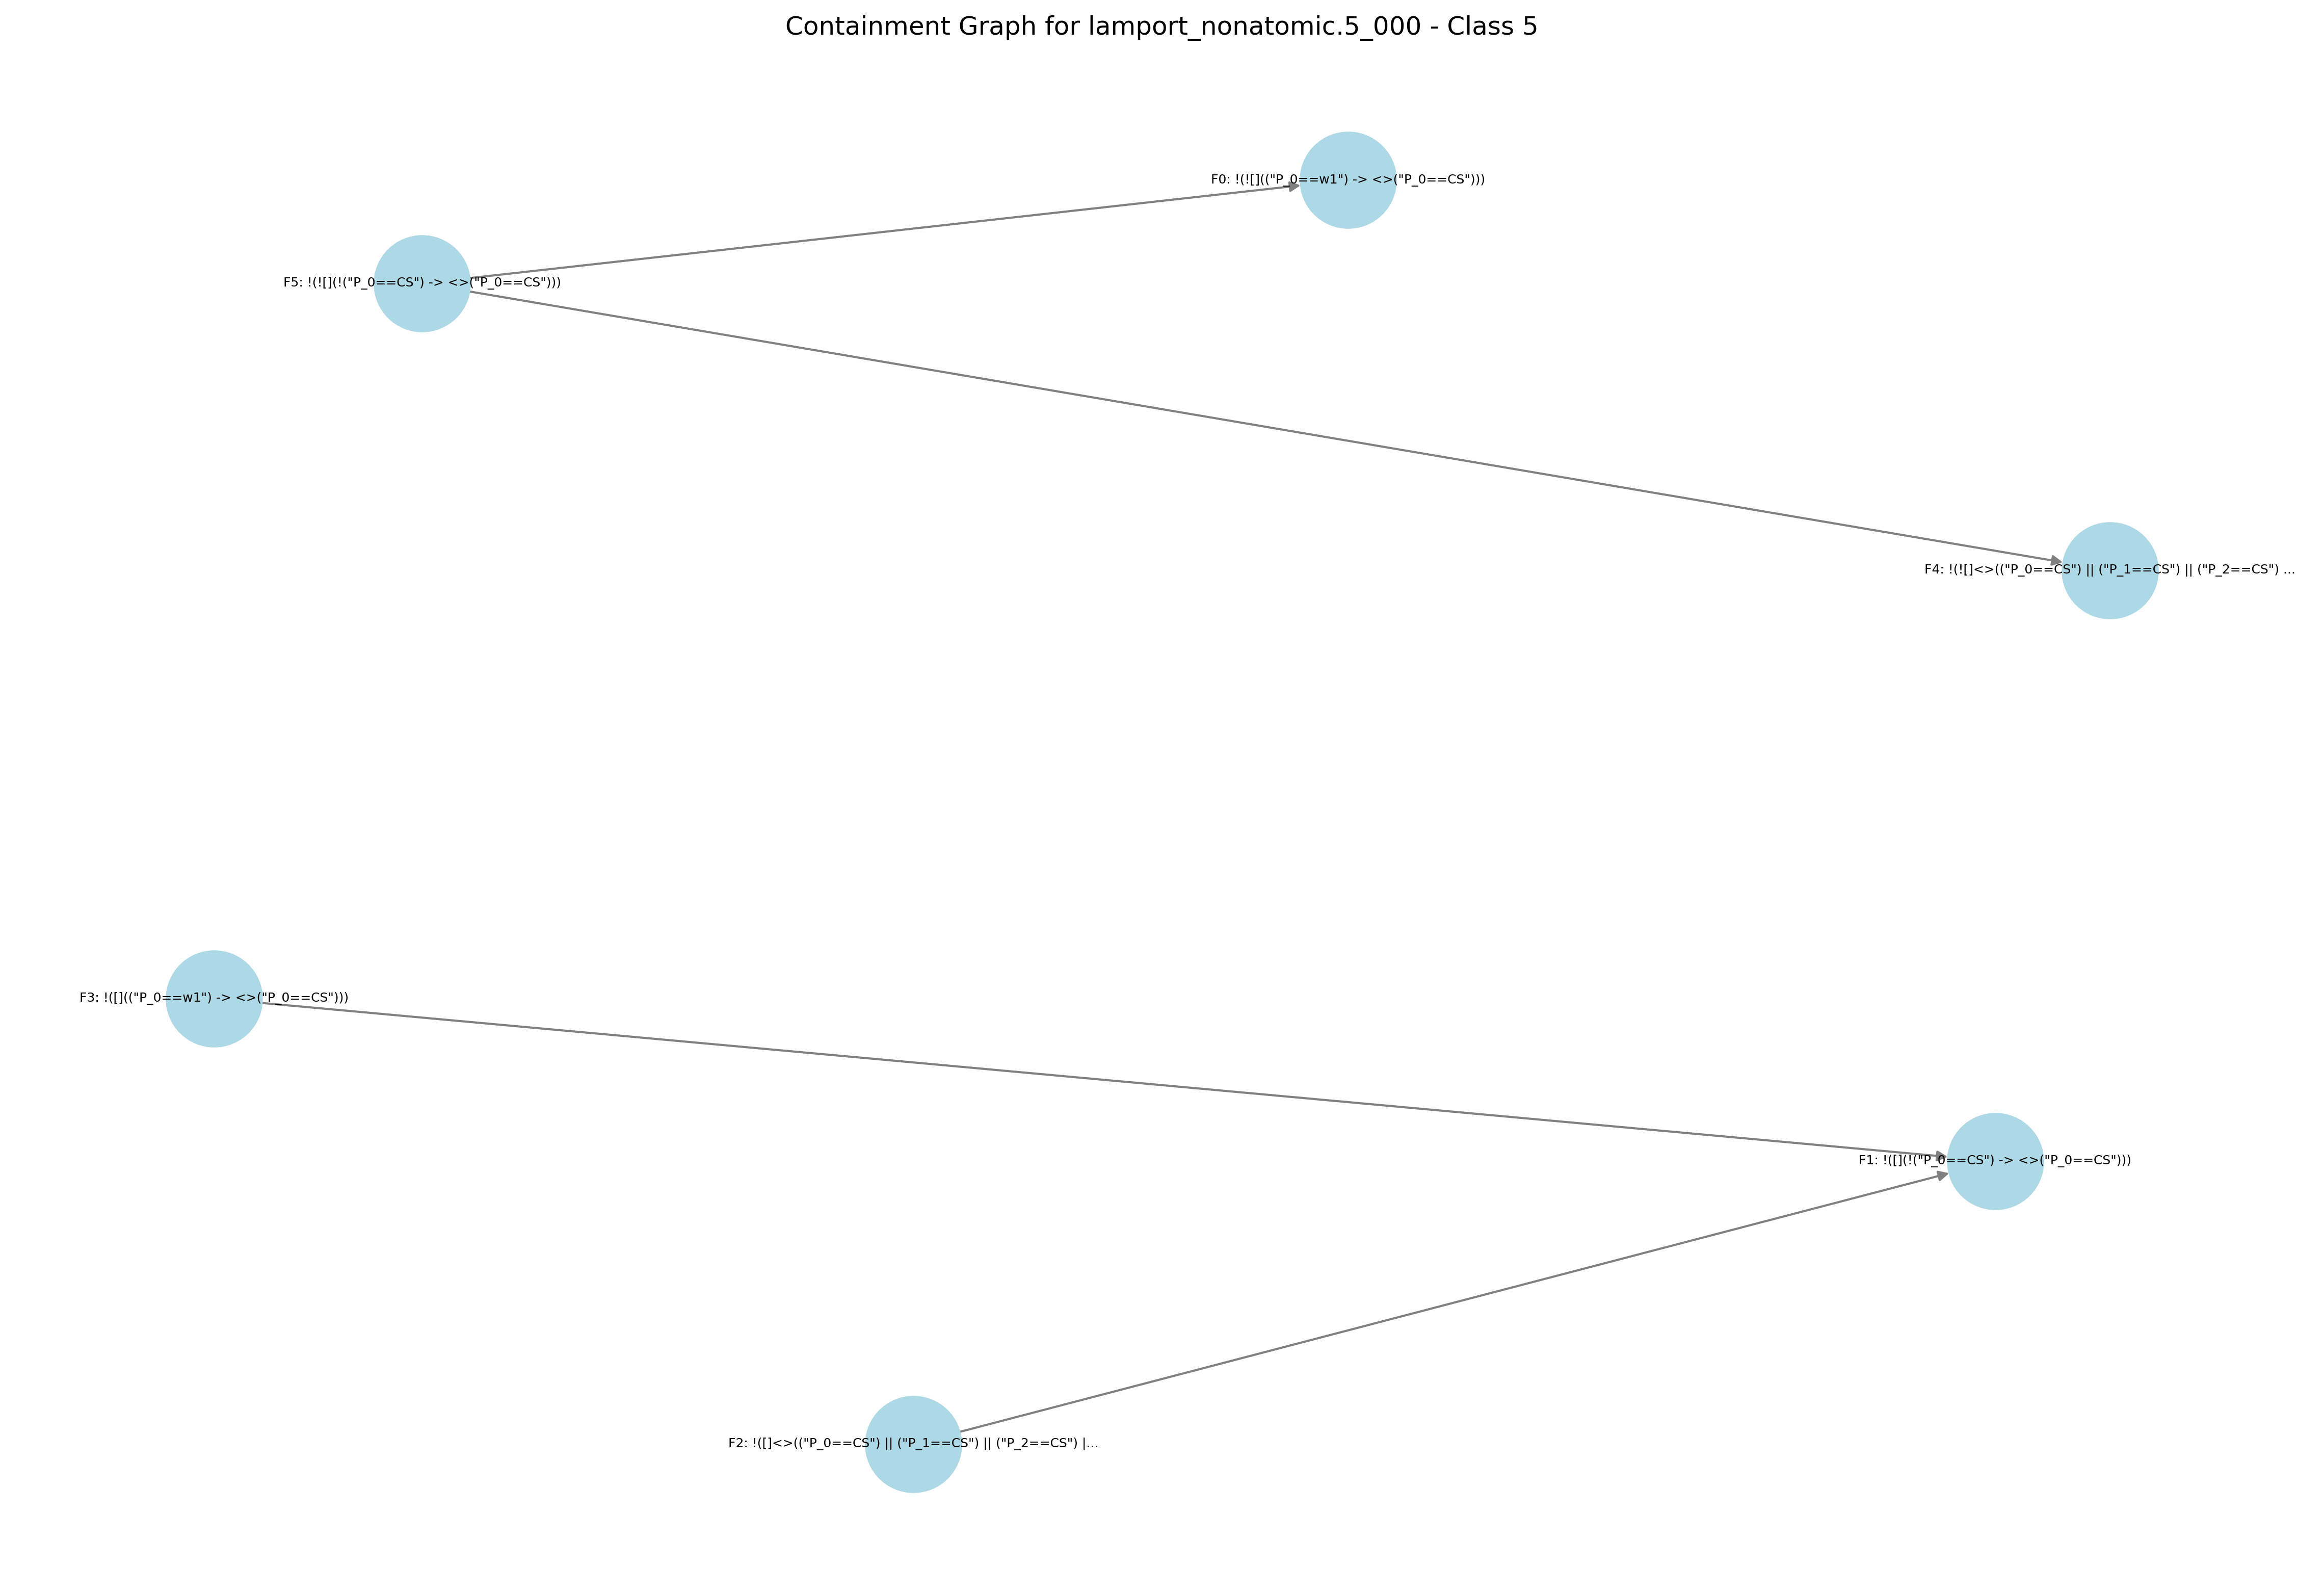 Containment Graph for lamport_nonatomic.5_000 - Class 5
F0: !(![](("P_0==w1") -> <>("P_0==CS")))
F5: !(![](!("P_0==CS") -> <>("P_0==CS")))
F4: !(![]<>(("P_0==CS") || ("P_1==CS") || ("P_2==CS") ...
F3: !([](("P_0==w1") -> <>("P_0==CS")))
F1: !([](!("P_0==CS") -> <>("P_0==CS")))
F2: !([]<>(("P_0==CS") || ("P_1==CS") || ("P_2==CS") |...